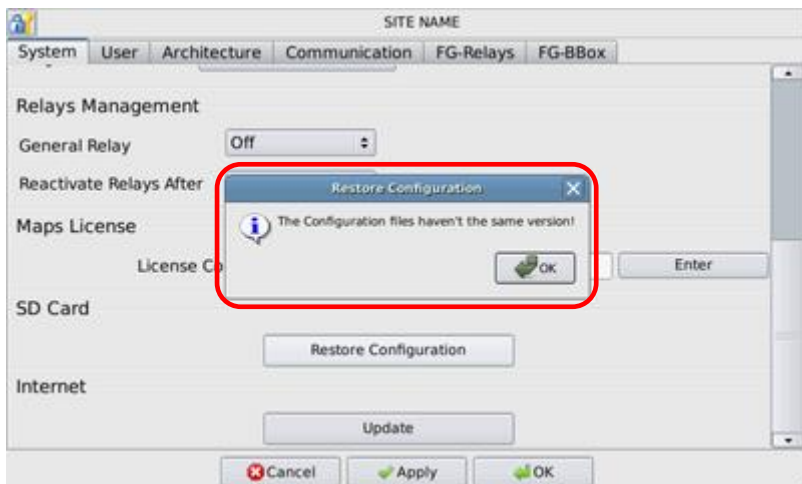 SITE NAME
System User Architecture Communication FG-Relays FG-BBox
Relays Management
General Relay Off
Reactivate Relays After
Restore Configuration
Maps License
The Configuration files haven't the same version!
OK
License Co
Enter
SD Card
Restore Configuration
Internet
Update
Cancel Apply OK